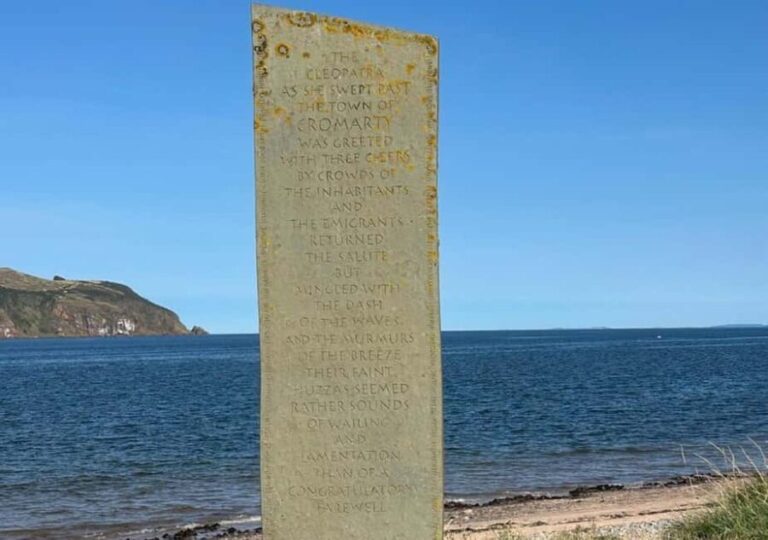 THE
CLEOPATRA
AS SHE SWEPT PAST
THE TOWN OF
CROMARTY
WAS GREETED
WITH THREE CHEERS
BY CROWDS OF
THE INHABITANTS
AND
THE EMIGRANTS
RETURNED
THE SALUTE
BUT
MINGLED WITH
THE DASH
OF THE WAVES
AND THE MURMURS
OF THE BREEZE
THEIR FAINT
HUZZAS SEEMED
RATHER SOUNDS
OF WAILING
AND
LAMENTATION
THAN OF A
CONGRATULATORY
FAREWELL